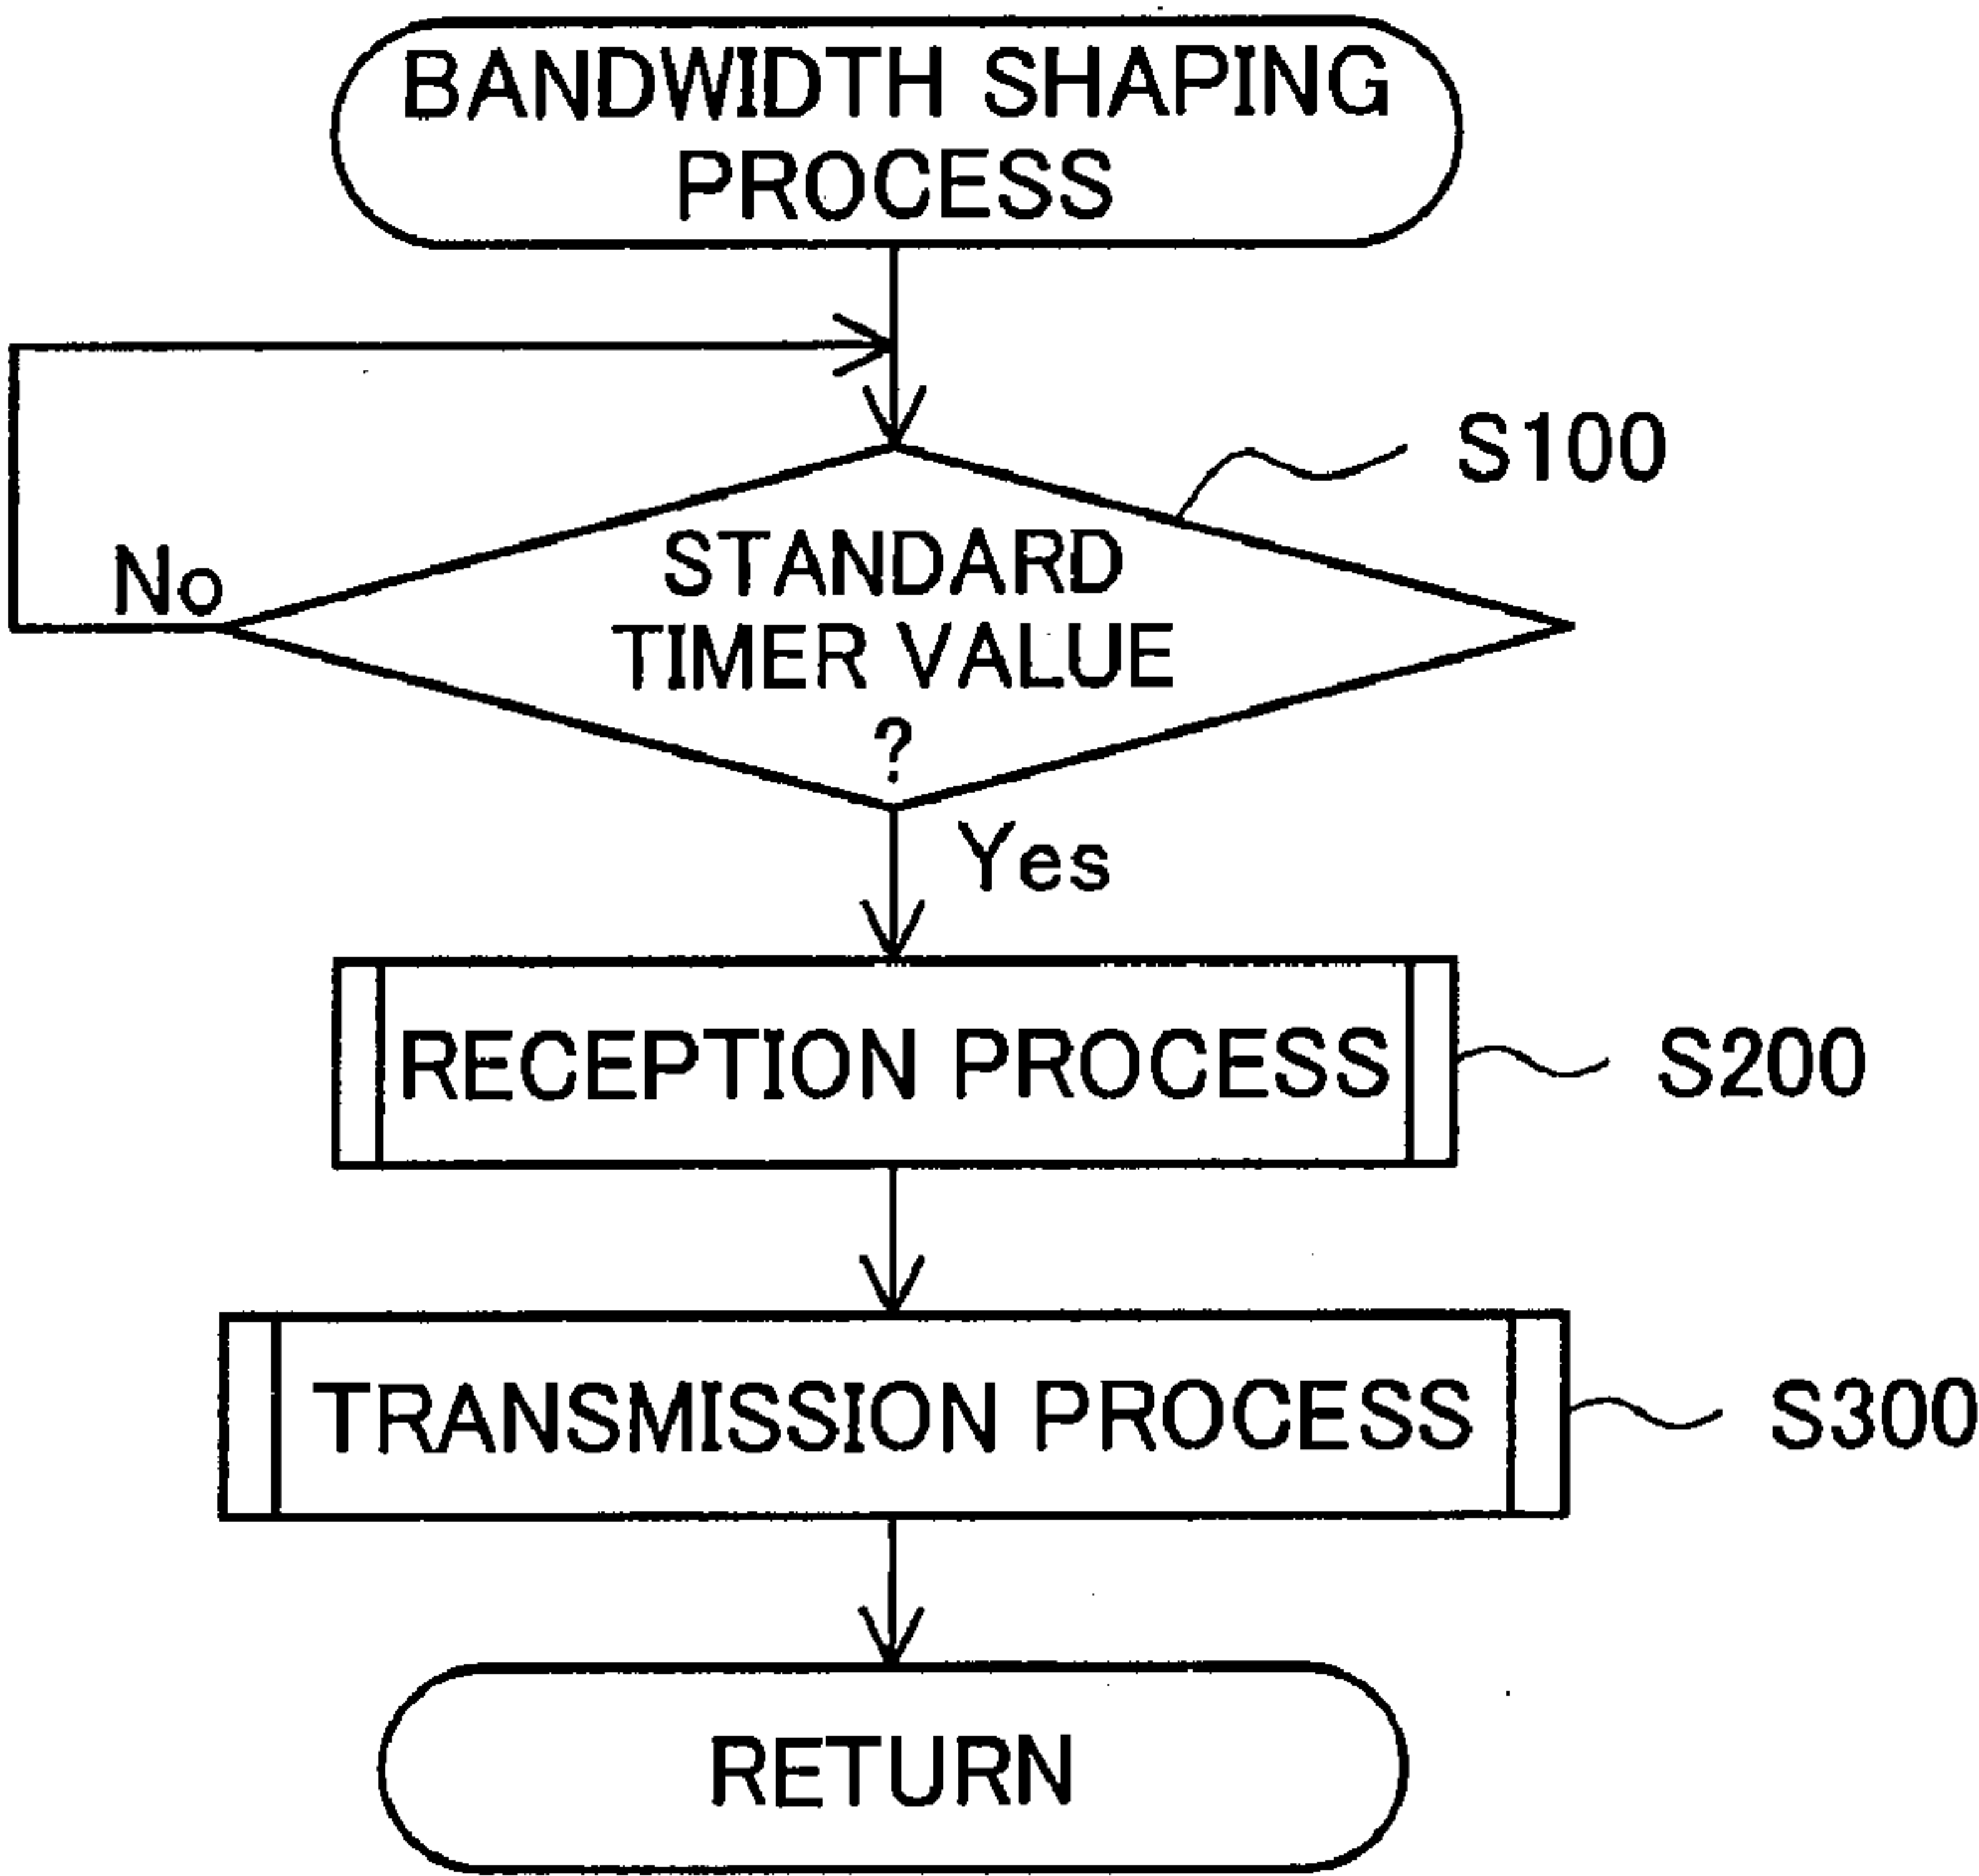 BANDWIDTH SHAPING
PROCESS
S100
No
STANDARD
TIMER VALUE
?
Yes
RECEPTION PROCESS
S200
TRANSMISSION PROCESS
S300
RETURN